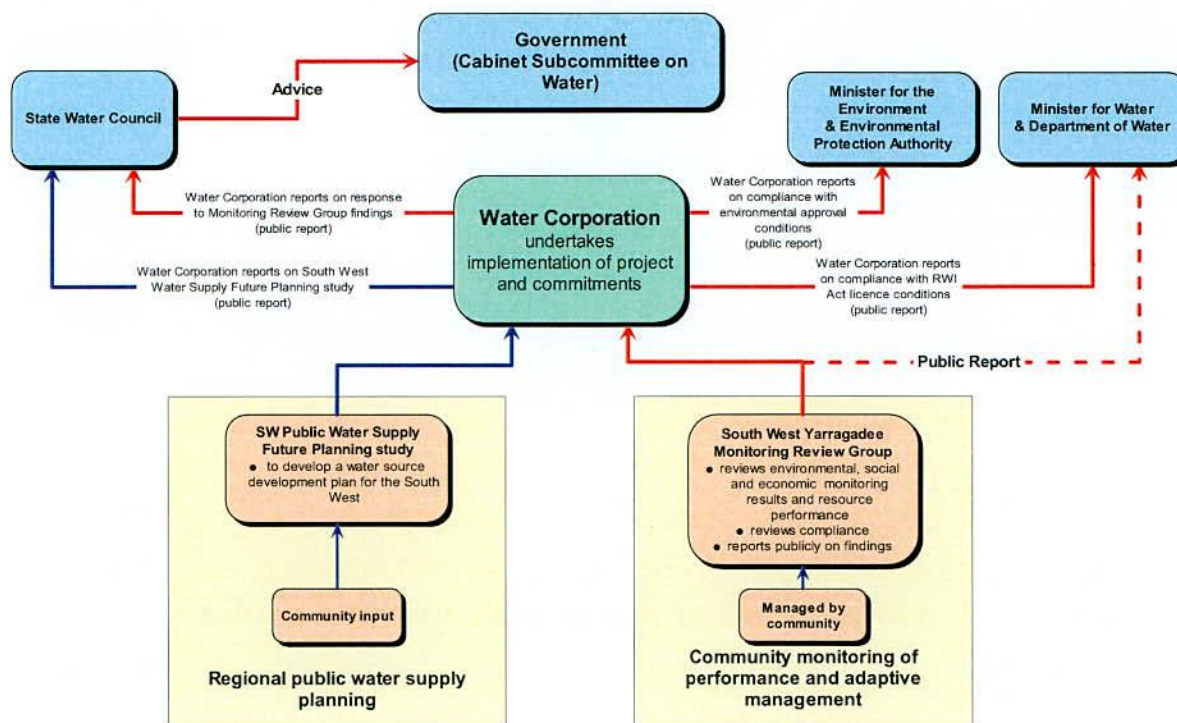 Government
(Cabinet Subcommittee on
Water)
Advice
State Water Council
Minister for the
Environment
& Environmental
Protection Authority
Minister for Water
& Department of Water
Water Corporation reports on response
to Monitoring Review Group findings
(public report)
Water Corporation
undertakes
implementation of project
and commitments
Water Corporation reports
on compliance with
environmental approval
conditions
(public report)
Water Corporation reports on South West
Water Supply Future Planning study
(public report)
Water Corporation reports
on compliance with RWI
Act licence conditions
(public report)
Public Report
SW Public Water Supply
Future Planning study
● to develop a water source
development plan for the South
West
Community input
Regional public water supply
planning
South West Yarragadee
Monitoring Review Group
● reviews environmental, social
and economic monitoring
results and resource
performance
● reviews compliance
● reports publicly on findings
Managed by
community
Community monitoring of
performance and adaptive
management